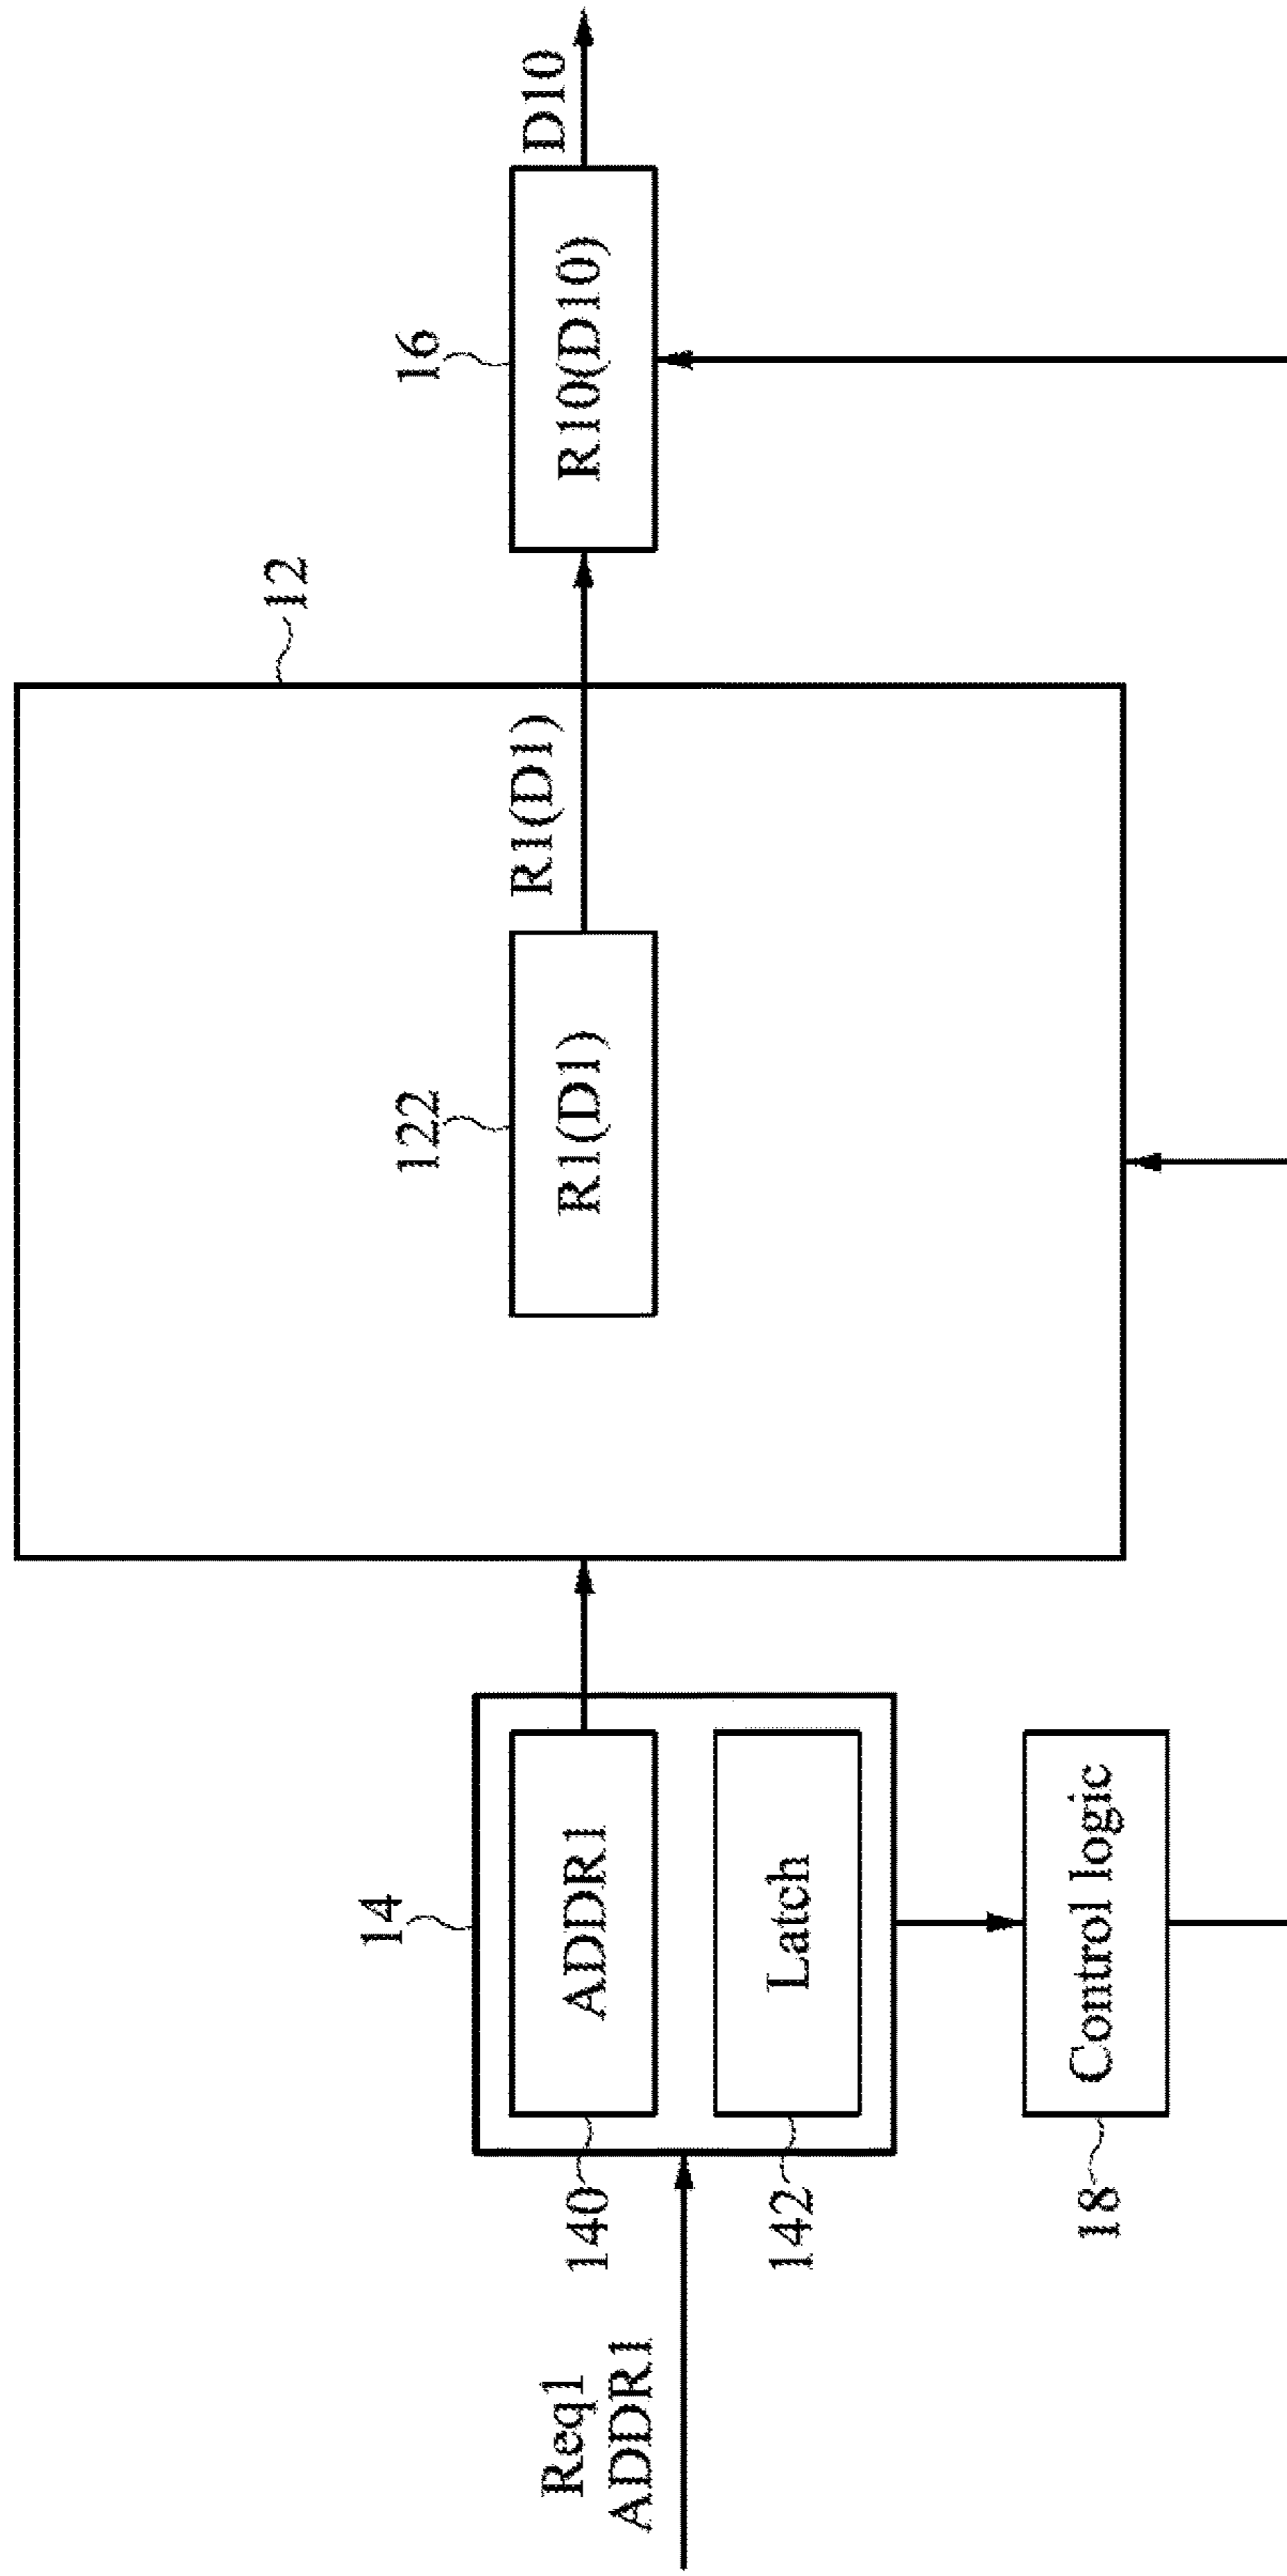 Req1
ADDR1
14
ADDR1
140
Latch
142
Control logic
18
12
122
R1(D1)
R1(D1)
16
R10(D10)
D10